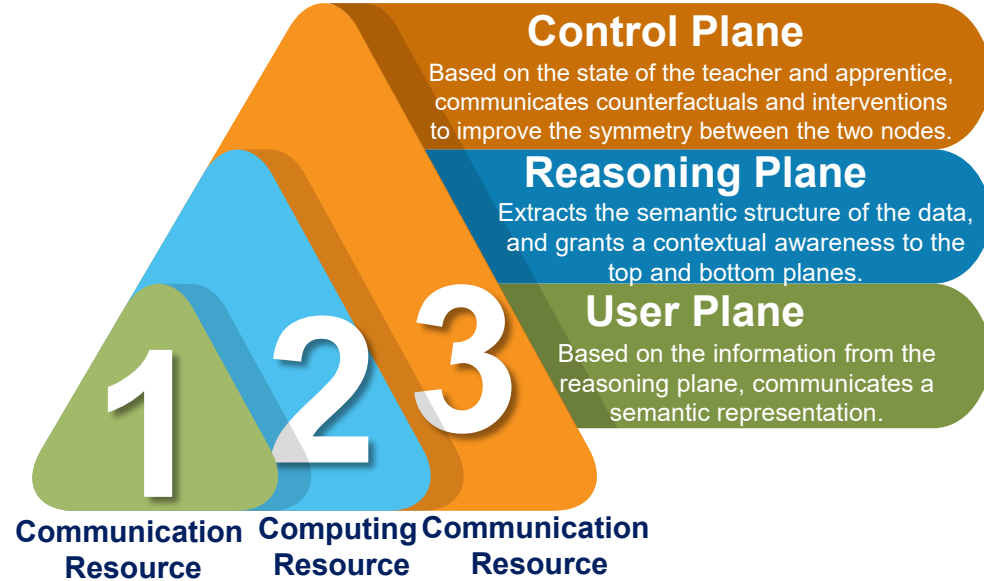 Control Plane
Based on the state of the teacher and apprentice,
communicates counterfactuals and interventions
to improve the symmetry between the two nodes.
Reasoning Plane
Extracts the semantic structure of the data,
and grants a contextual awareness to the
top and bottom planes.
User Plane
Based on the information from the
reasoning plane, communicates a
semantic representation.
1
2
3
Communication
Resource
Computing
Resource
Communication
Resource